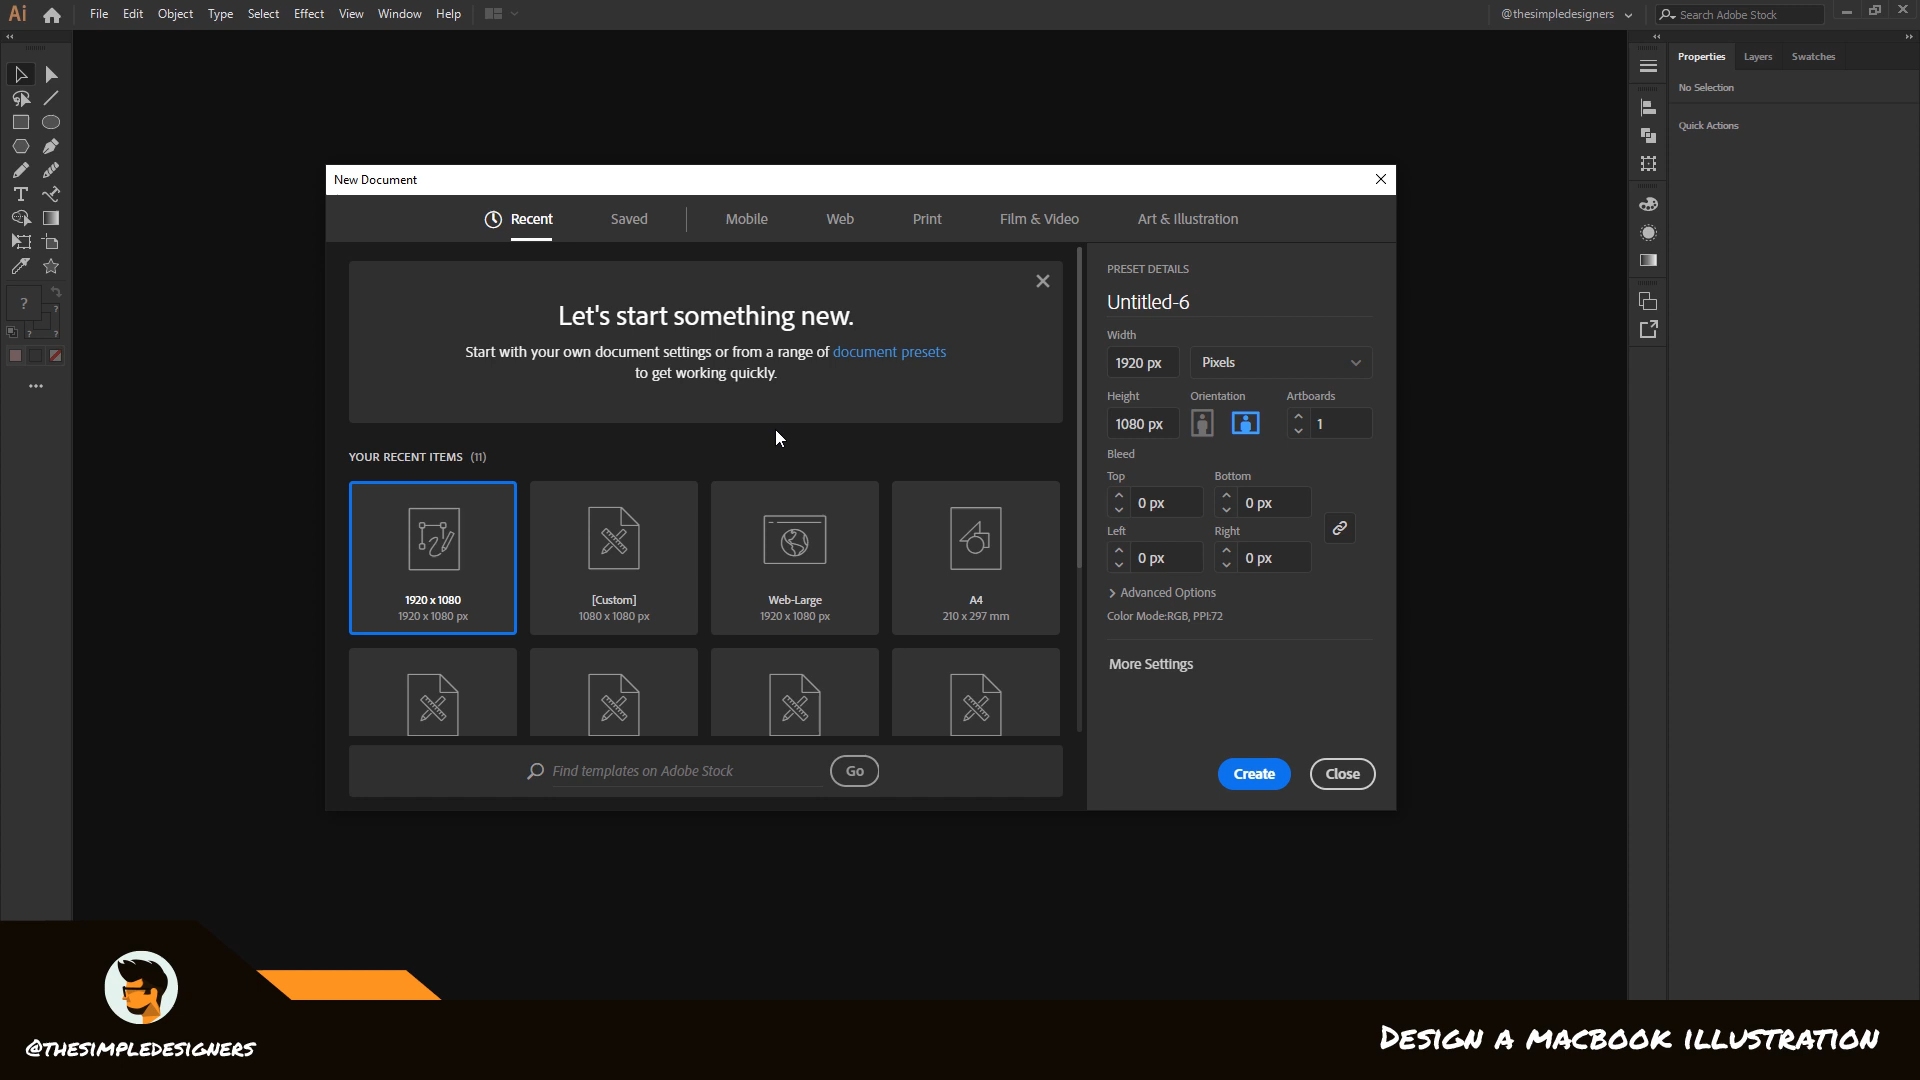 Ai File Edit Object Type Select Effect View Window Help @thesimpledesigners Search Adobe Stock
Properties Layers Swatches
No Selection
Quick Actions
New Document
Recent Saved Mobile Web Print Film & Video Art & Illustration
Let's start something new.
Start with your own document settings or from a range of document presets
to get working quickly.
YOUR RECENT ITEMS (11)
1920 x 1080
1920 x 1080 px
[Custom]
1080 x 1080 px
Web-Large
1920 x 1080 px
A4
210 x 297 mm
Find templates on Adobe Stock Go
PRESET DETAILS
Untitled-6
Width
1920 px Pixels
Height Orientation Artboards
1080 px 1
Bleed
Top Bottom
0 px 0 px
Left Right
0 px 0 px
> Advanced Options
Color Mode:RGB, PPI:72
More Settings
Create Close
T
? ?
? ?
@THESIMPLEDESIGNERS
DESIGN A MACBOOK ILLUSTRATION